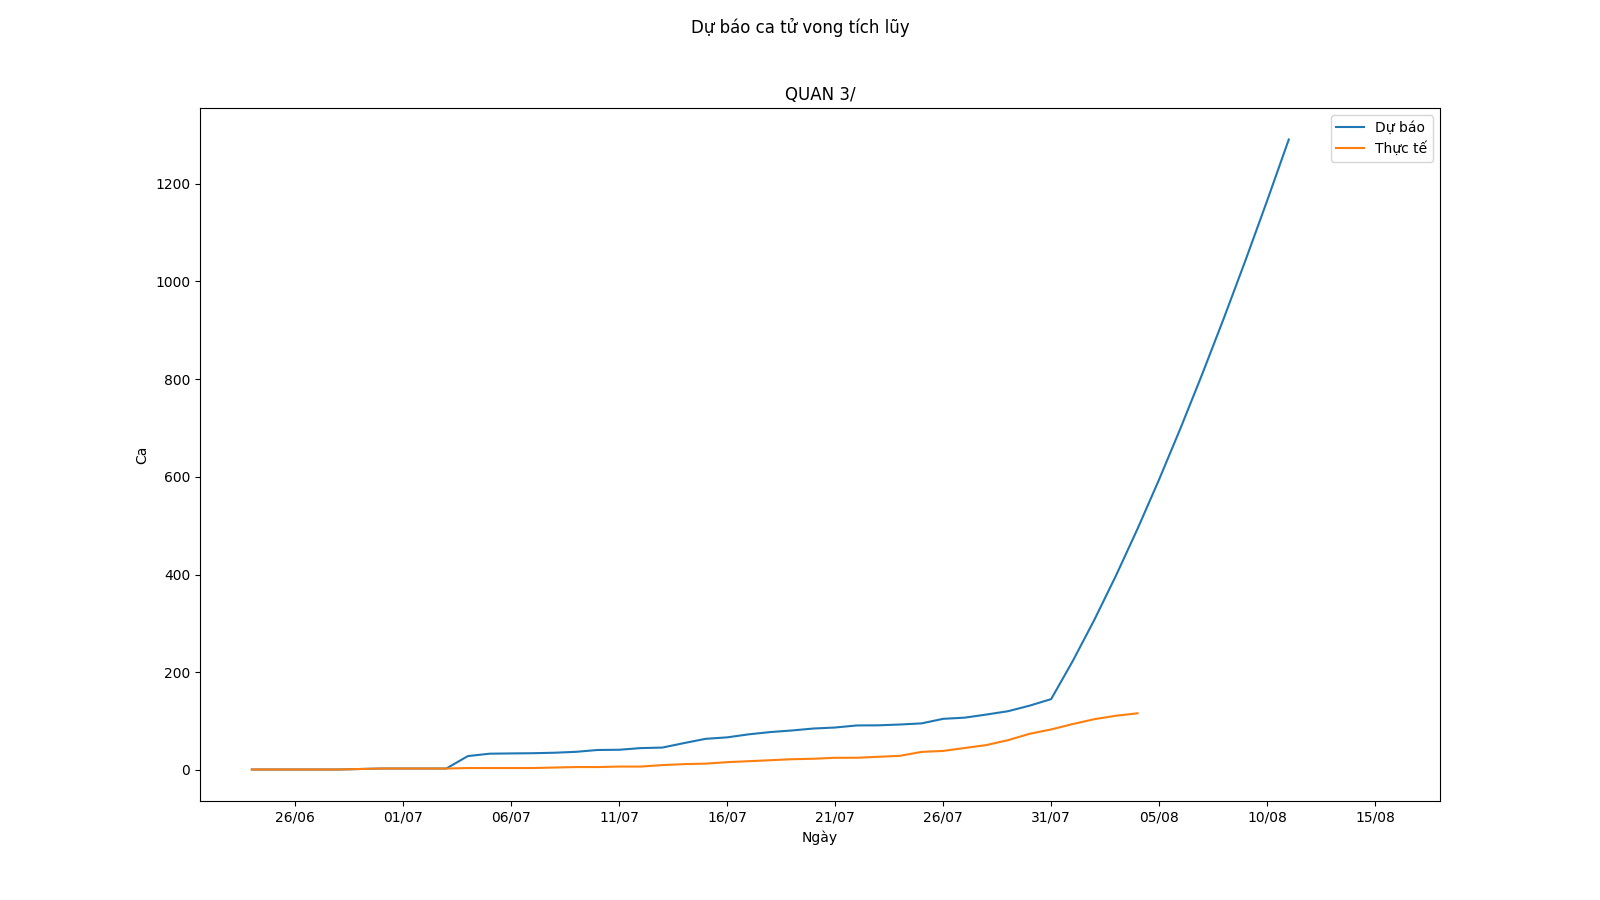 Dự báo ca tử vong tích lũy
QUAN 3/
Dự báo
Thực tế
1200
1000
800
600
400
200
0
Ca
26/06 01/07 06/07 11/07 16/07 21/07 26/07 31/07 05/08 10/08 15/08
Ngày